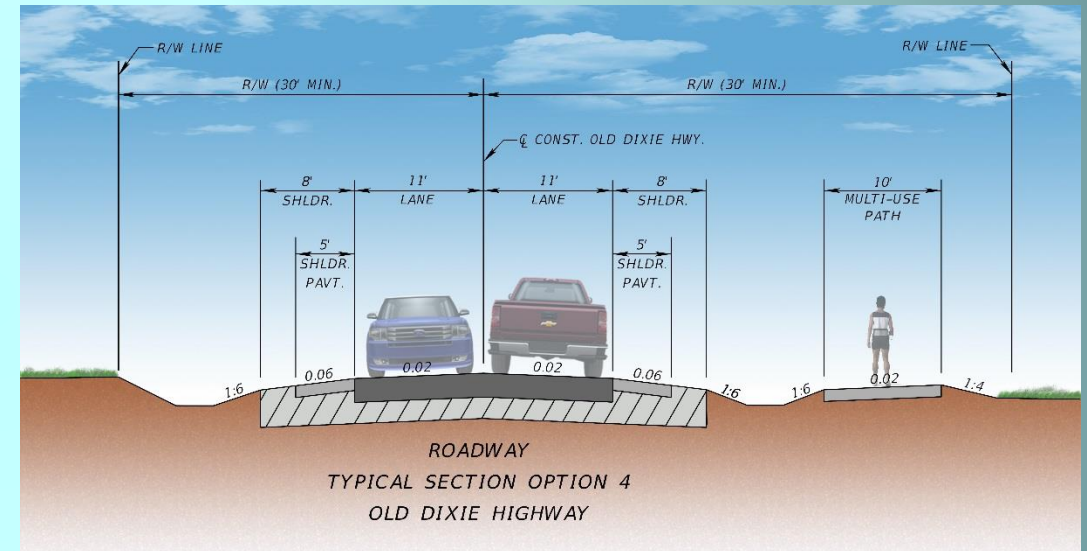 R/W LINE
R/W LINE
R/W (30' MIN.)
R/W (30' MIN.)
℄ CONST. OLD DIXIE HWY.
8'
SHLDR.
11'
LANE
11'
LANE
8'
SHLDR.
10'
MULTI-USE
PATH
5'
SHLDR.
PAVT.
5'
SHLDR.
PAVT.
1:6
0.06
0.02
0.02
0.06
1:6
1:6
0.02
1:4
ROADWAY
TYPICAL SECTION OPTION 4
OLD DIXIE HIGHWAY